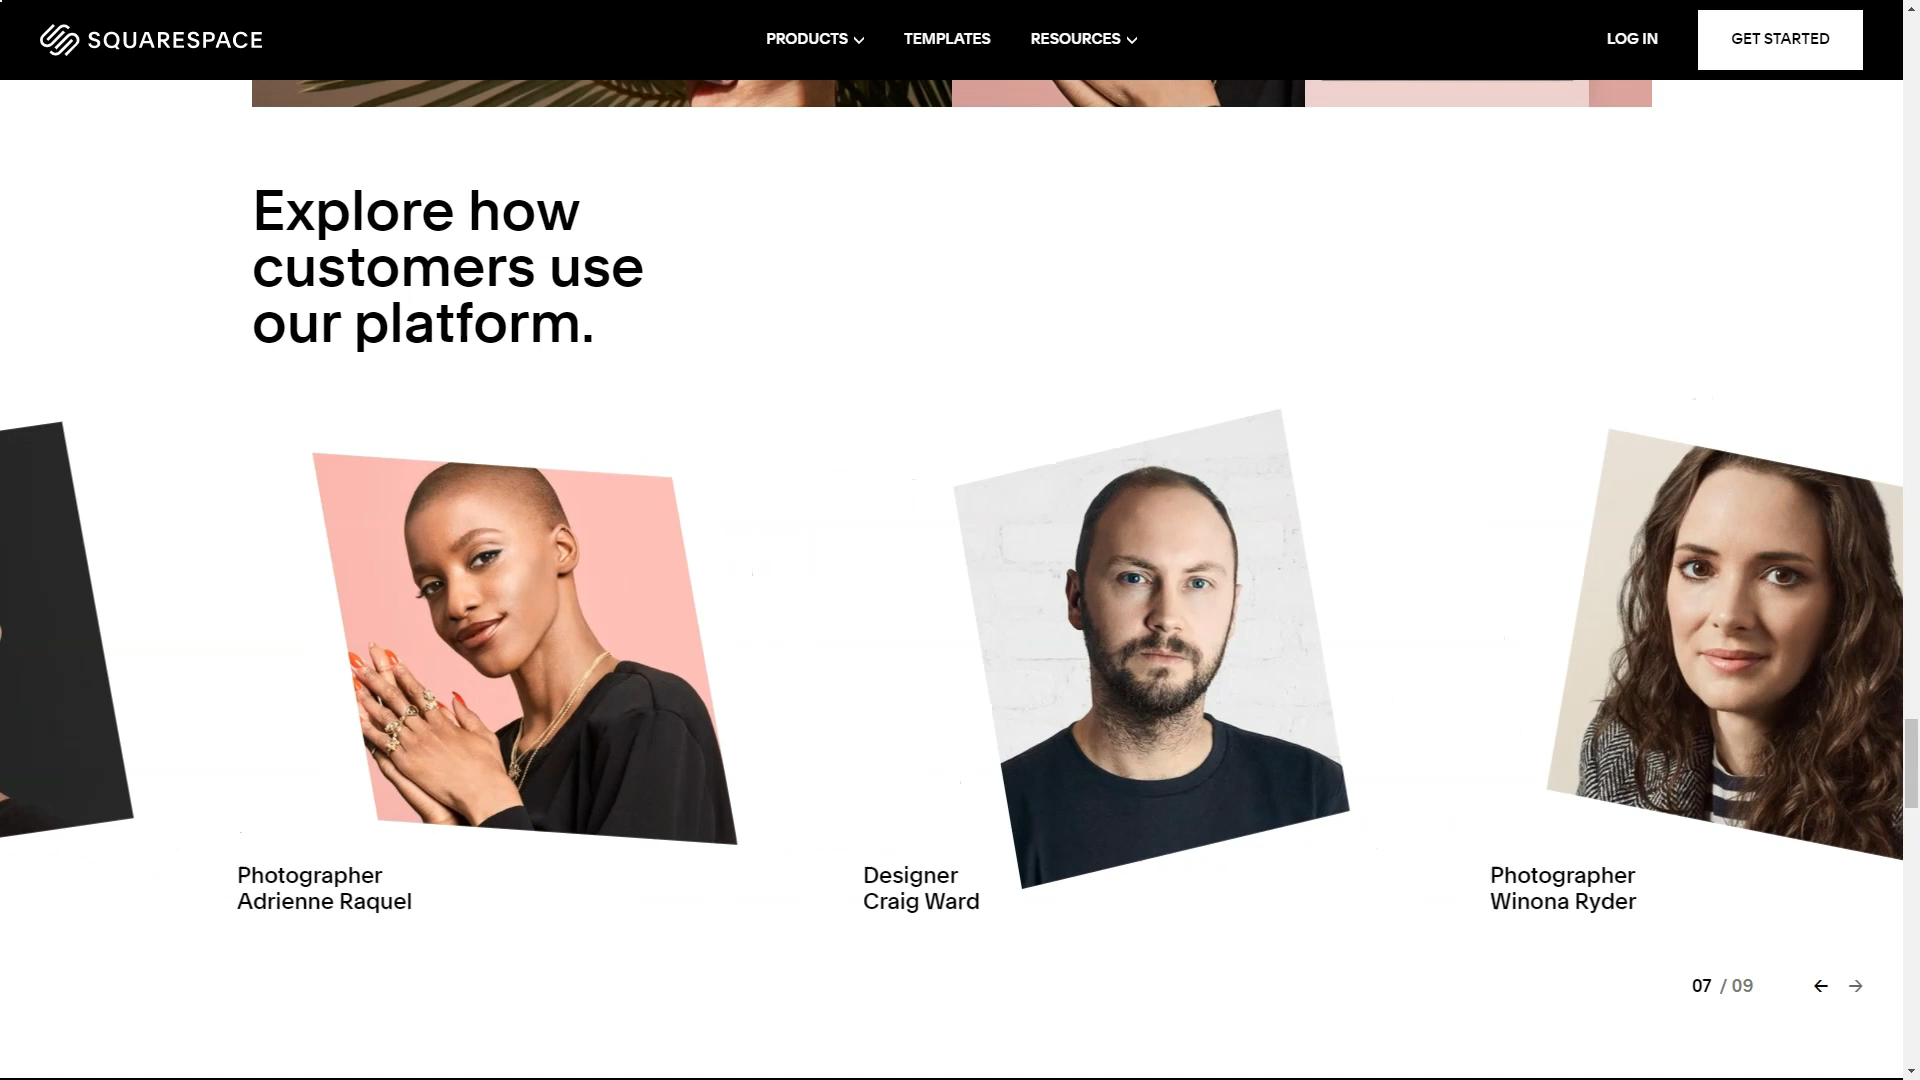 SQUARESPACE
PRODUCTS
TEMPLATES
RESOURCES
LOG IN
GET STARTED
Explore how
customers use
our platform.
Photographer
Adrienne Raquel
Designer
Craig Ward
Photographer
Winona Ryder
07 / 09